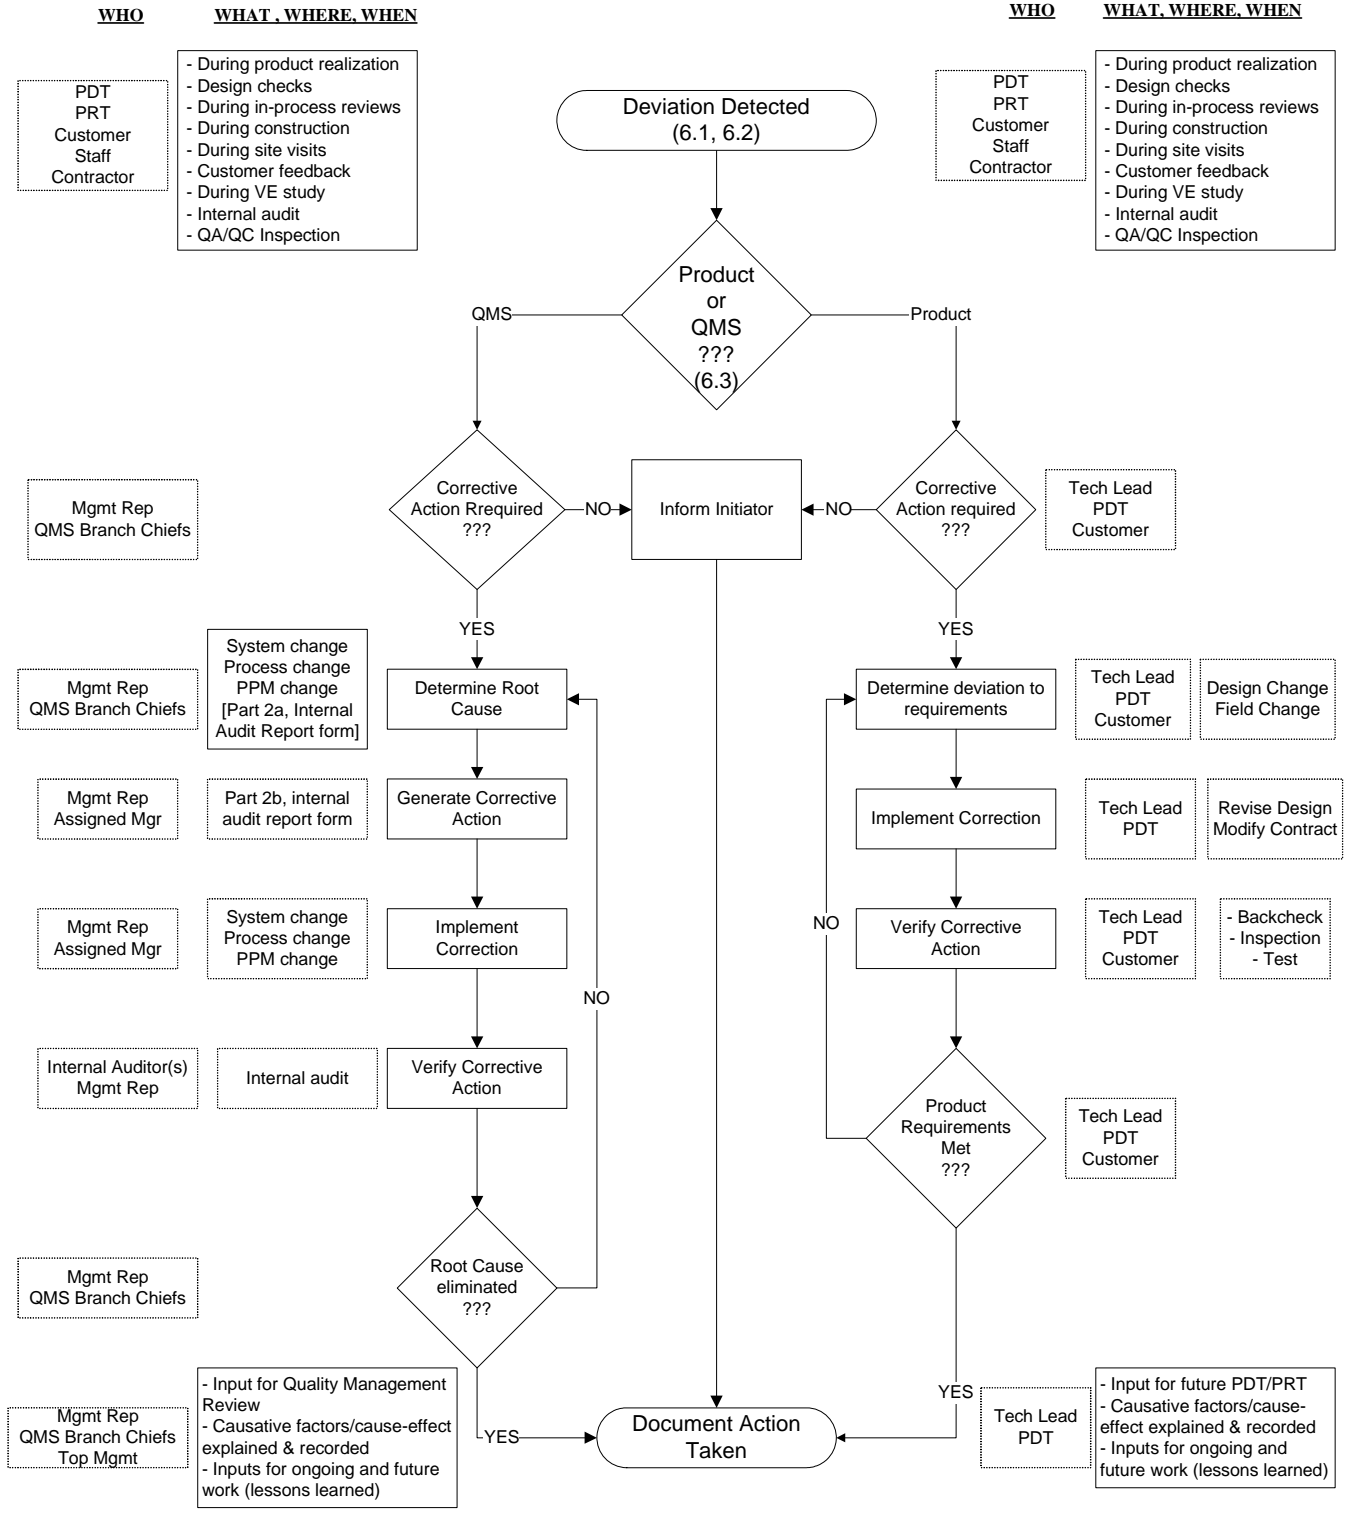 WHO
WHAT , WHERE, WHEN
WHO
WHAT, WHERE, WHEN
PDT
PRT
Customer
Staff
Contractor
- During product realization
- Design checks
- During in-process reviews
- During construction
- During site visits
- Customer feedback
- During VE study
- Internal audit
- QA/QC Inspection
Deviation Detected
(6.1, 6.2)
PDT
PRT
Customer
Staff
Contractor
- During product realization
- Design checks
- During in-process reviews
- During construction
- During site visits
- Customer feedback
- During VE study
- Internal audit
- QA/QC Inspection
Product
or
QMS
???
(6.3)
QMS
Product
Mgmt Rep
QMS Branch Chiefs
Corrective
Action Rrequired
???
NO
Inform Initiator
NO
Corrective
Action required
???
Tech Lead
PDT
Customer
YES
YES
Mgmt Rep
QMS Branch Chiefs
System change
Process change
PPM change
[Part 2a, Internal
Audit Report form]
Determine Root
Cause
Determine deviation to
requirements
Tech Lead
PDT
Customer
Design Change
Field Change
Mgmt Rep
Assigned Mgr
Part 2b, internal
audit report form
Generate Corrective
Action
Implement Correction
Tech Lead
PDT
Revise Design
Modify Contract
Mgmt Rep
Assigned Mgr
System change
Process change
PPM change
Implement
Correction
NO
NO
Verify Corrective
Action
Tech Lead
PDT
Customer
- Backcheck
- Inspection
- Test
Internal Auditor(s)
Mgmt Rep
Internal audit
Verify Corrective
Action
Product
Requirements
Met
???
Tech Lead
PDT
Customer
Mgmt Rep
QMS Branch Chiefs
Root Cause
eliminated
???
Mgmt Rep
QMS Branch Chiefs
Top Mgmt
- Input for Quality Management
Review
- Causative factors/cause-effect
explained & recorded
- Inputs for ongoing and future
work (lessons learned)
YES
Document Action
Taken
YES
Tech Lead
PDT
- Input for future PDT/PRT
- Causative factors/cause-
effect explained & recorded
- Inputs for ongoing and
future work (lessons learned)